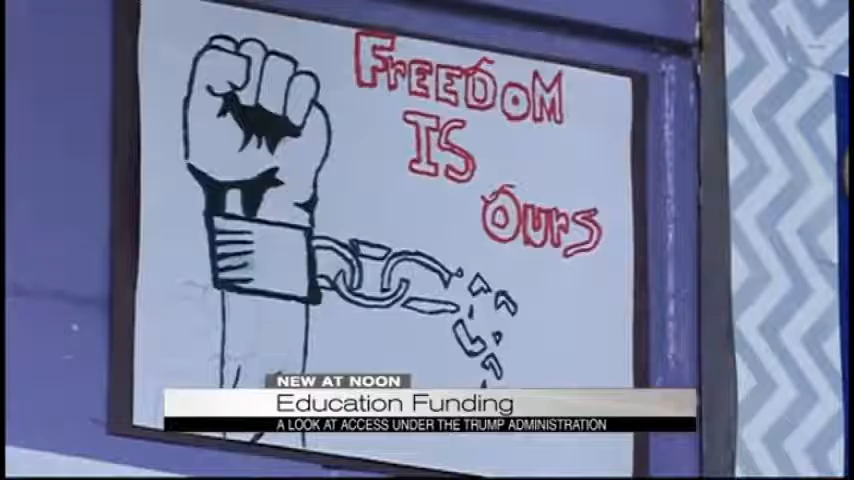 FREEDOM
IS
OURS
NEW AT NOON
Education Funding
A LOOK AT ACCESS UNDER THE TRUMP ADMINISTRATION